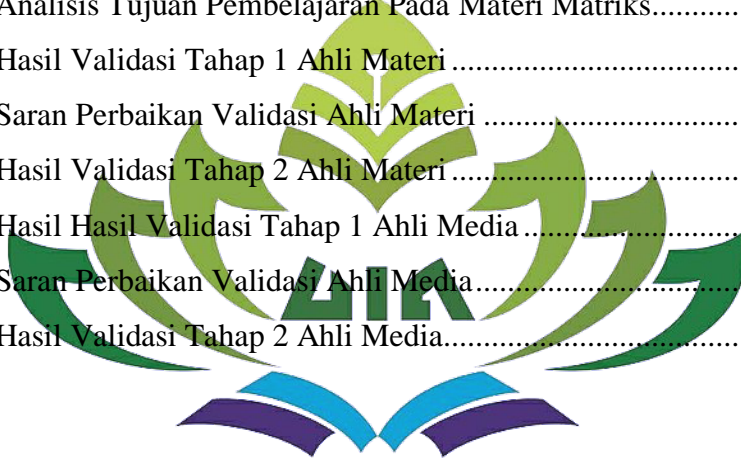 Analisis Tujuan Pembelajaran Pada Materi Matriks............
Hasil Validasi Tahap 1 Ahli Materi .......................................
Saran Perbaikan Validasi Ahli Materi ...................................
Hasil Validasi Tahap 2 Ahli Materi .......................................
Hasil Hasil Validasi Tahap 1 Ahli Media ..............................
Saran Perbaikan Validasi Ahli Media....................................
UIN
Hasil Validasi Tahap 2 Ahli Media.........................................